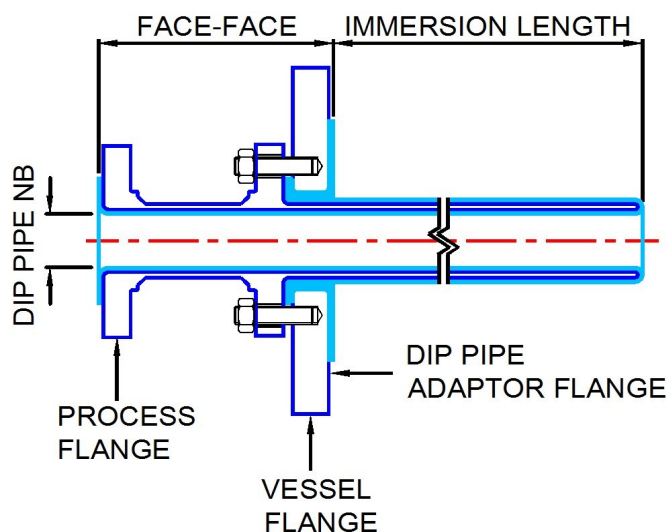 FACE-FACE
IMMERSION LENGTH
DIP PIPE NB
DIP PIPE
ADAPTOR FLANGE
PROCESS
FLANGE
VESSEL
FLANGE